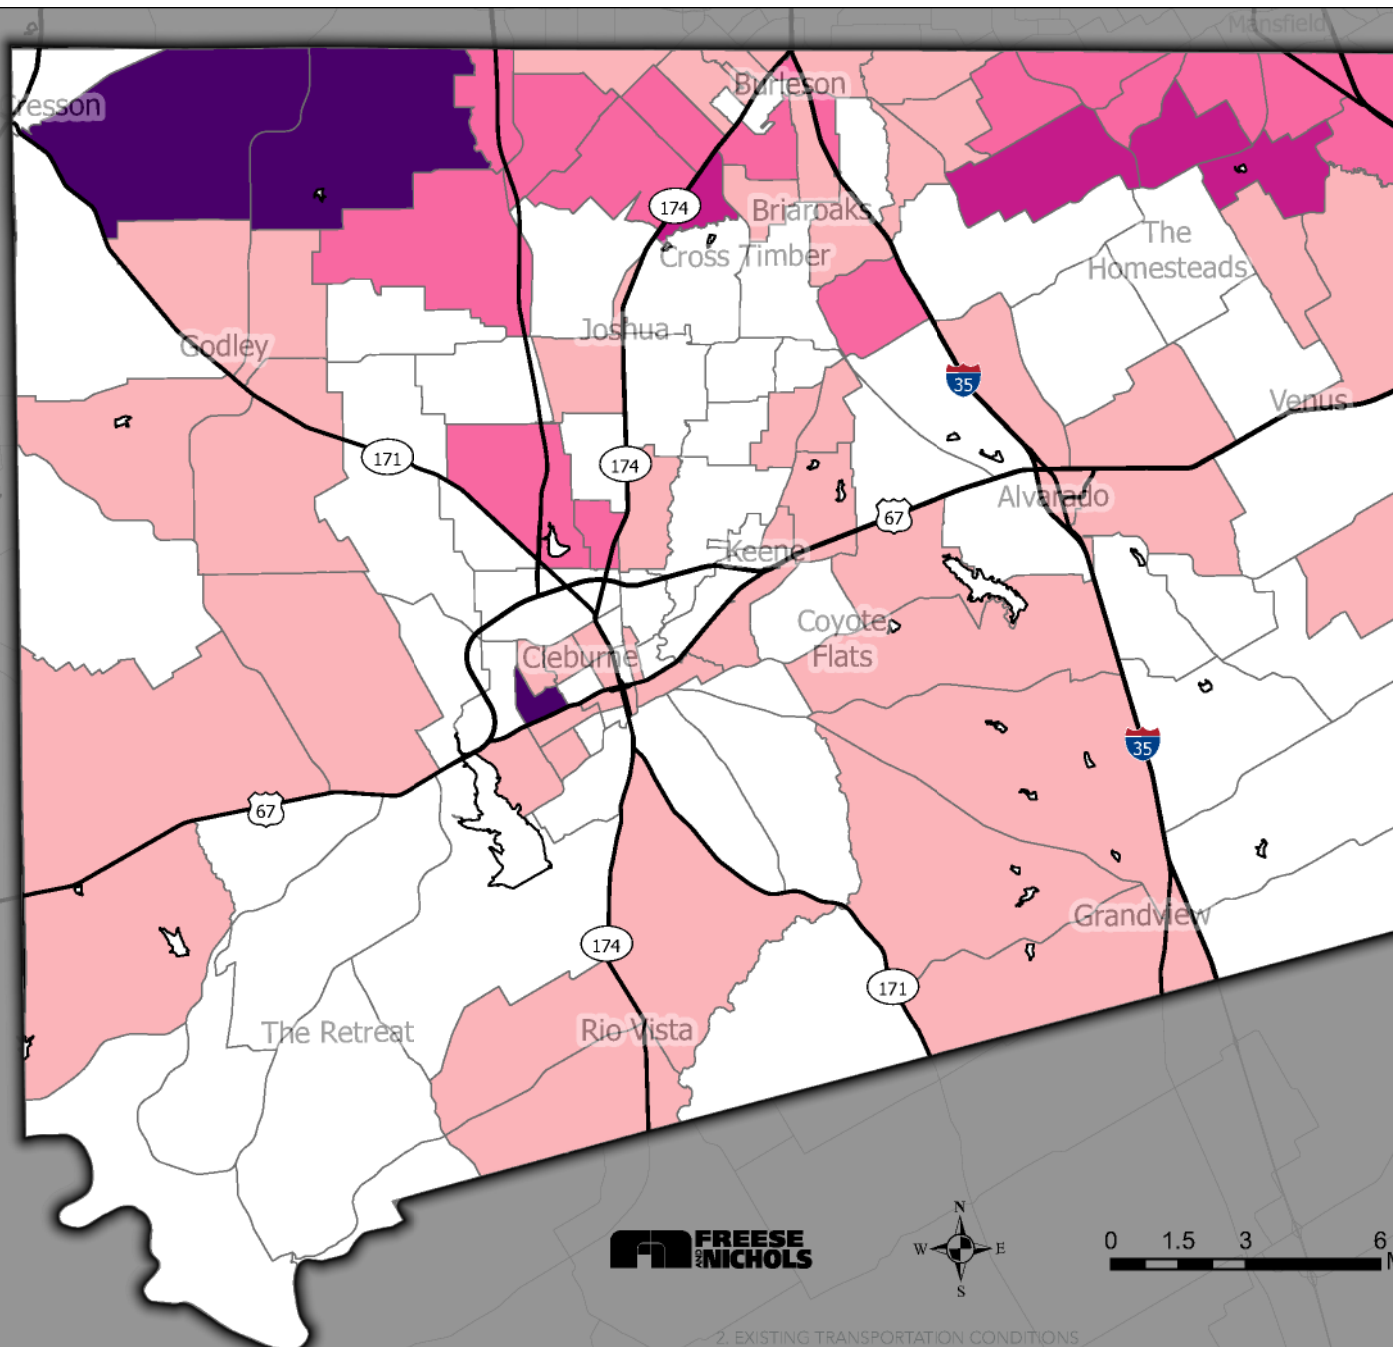 Mansfield
Burleson
resson
174
Briaroaks
The
Homesteads
Cross Timber
Joshua
Godley
35
Venus
171
174
Alvarado
67
Keene
Coyote
Flats
Cleburne
35
67
Grandview
174
171
The Retreat
Rio Vista
N
W E
S
FREESE
AND NICHOLS
0 1.5 3 6
M
2. EXISTING TRANSPORTATION CONDITIONS